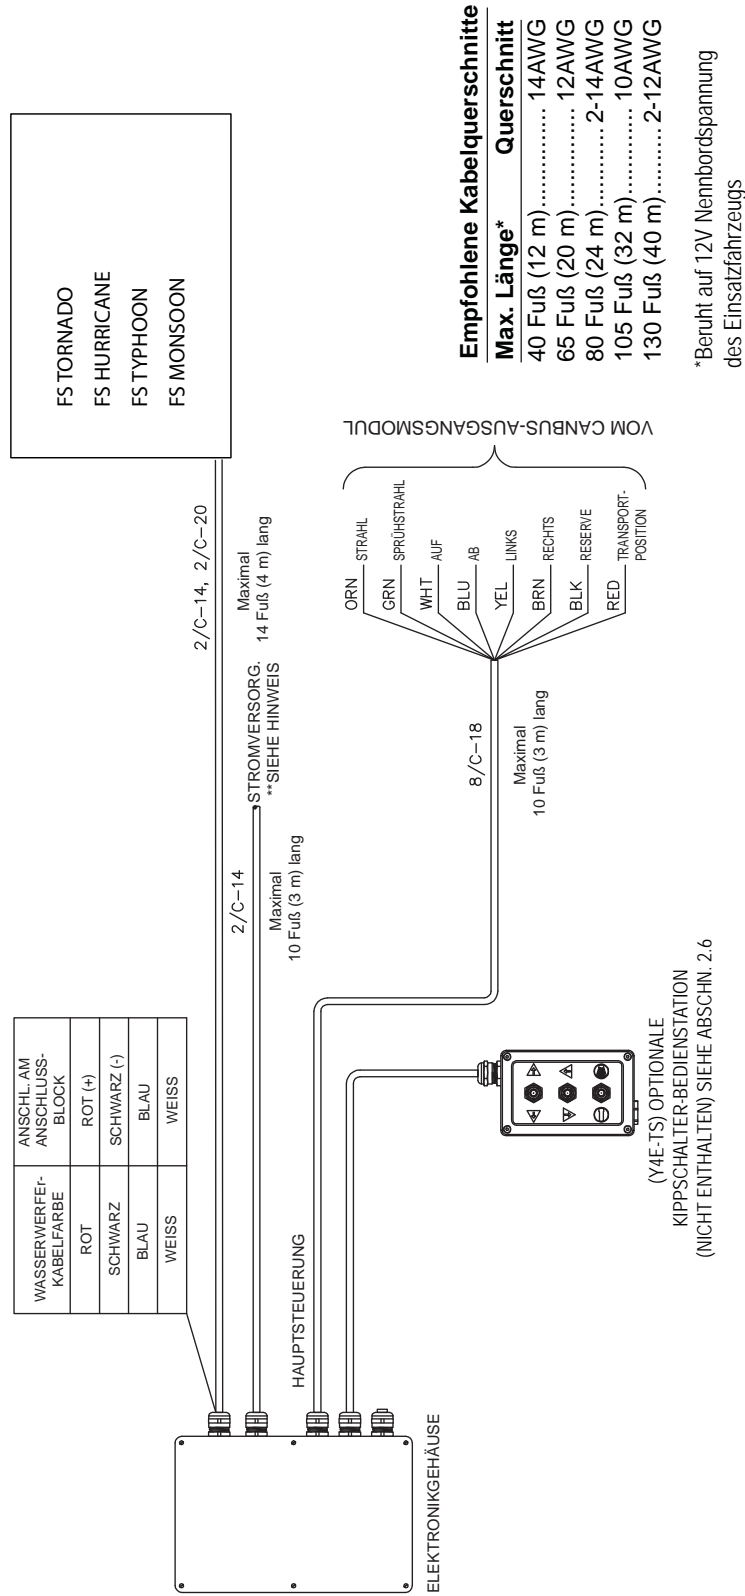 WASSERWERFEr-
KABELFARBE
ANSCHL. AM
ANSCHLUSS-
BLOCK
ROT
ROT (+)
SCHWARZ
SCHWARZ (-)
BLAU
BLAU
WEISS
WEISS
FS TORNADO
FS HURRICANE
FS TYPHOON
FS MONSOON
2/C-14, 2/C-20
Maximal
14 Fuß (4 m) lang
2/C-14
Maximal
10 Fuß (3 m) lang
STROMVERSORG.
**SIEHE HINWEIS
HAUPTSTEUERUNG
8/C-18
Maximal
10 Fuß (3 m) lang
ORN STRAHL
GRN SPRÜHSTRAHL
WHT AUF
BLU AB
YEL LINKS
BRN RECHTS
BLK RESERVE
RED TRANSPORT-
POSITION
VOM CANBUS-AUSGANGSMODUL
ELEKTRONIKGEHÄUSE
(Y4E-TS) OPTIONALE
KIPPSCHALTER-BEDIENSTATION
(NICHT ENTHALTEN) SIEHE ABSCHN. 2.6
Empfohlene Kabelquerschnitte
Max. Länge* Querschnitt
40 Fuß (12 m)................ 14AWG
65 Fuß (20 m)................ 12AWG
80 Fuß (24 m)............. 2-14AWG
105 Fuß (32 m).............. 10AWG
130 Fuß (40 m)........... 2-12AWG
*Beruht auf 12V Nennbordspannung
des Einsatzfahrzeugs